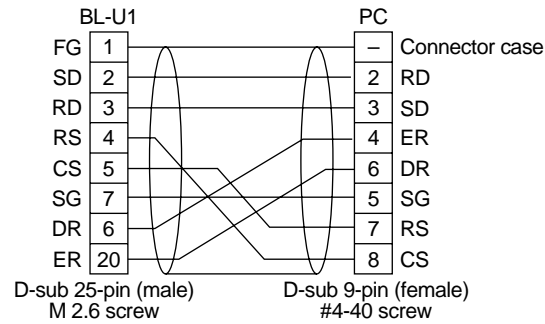 BL-U1 PC
FG 1 – Connector case
SD 2 2 RD
RD 3 3 SD
RS 4 4 ER
CS 5 6 DR
SG 7 5 SG
DR 6 7 RS
ER 20 8 CS
D-sub 25-pin (male) D-sub 9-pin (female)
M 2.6 screw #4-40 screw